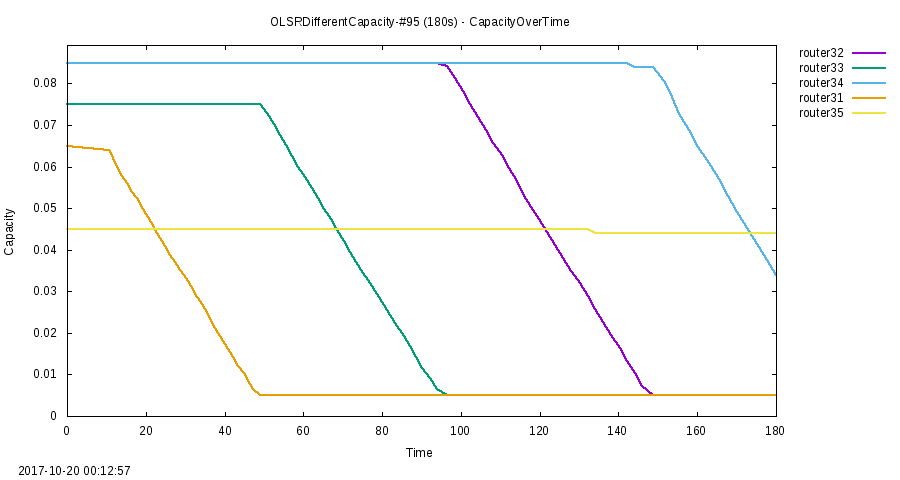 OLSRDifferentCapacity-#95 (180s) - CapacityOverTime
router32
router33
router34
router31
router35
0.08
0.07
0.06
0.05
0.04
0.03
0.02
0.01
0
Capacity
0 20 40 60 80 100 120 140 160 180
Time
2017-10-20 00:12:57